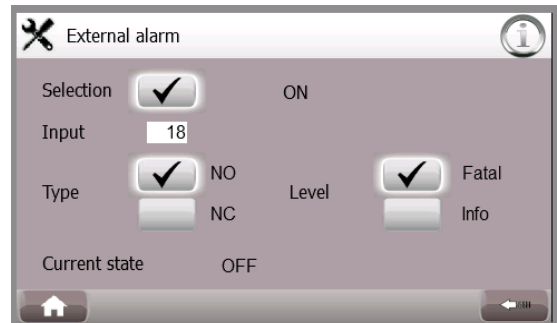 External alarm
Selection ON
Input 18
NO Fatal
Type Level
NC Info
Current state OFF